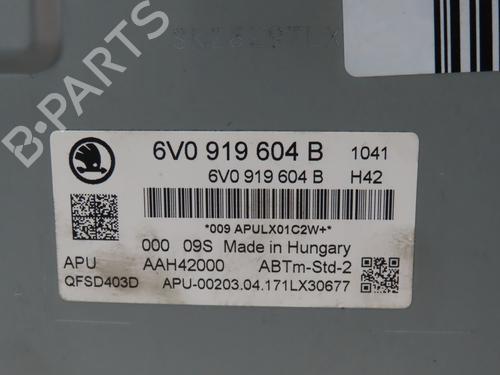 6V0 919 604 B 1041
6V0 919 604 B H42
*009 APULX01C2W+*
000 09S Made in Hungary
APU AAH42000 ABTm-Std-2
QFSD403D APU-00203.04.171LX30677
B-PARTS